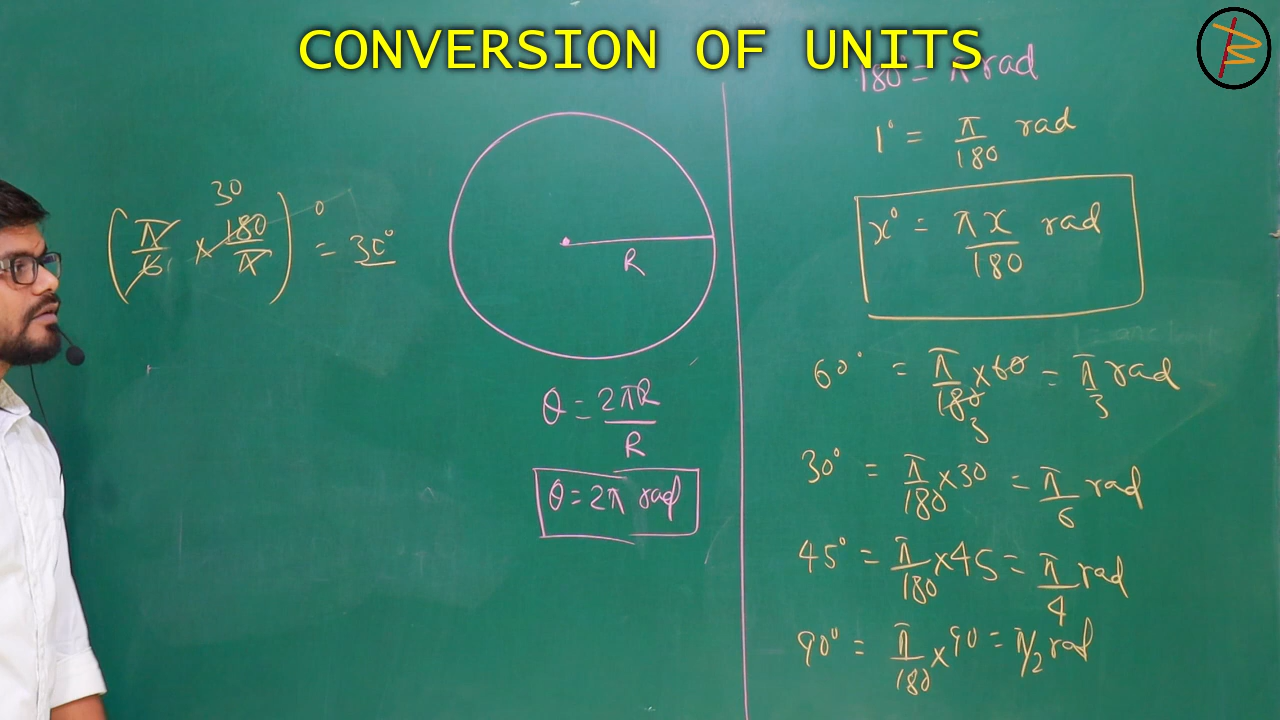 CONVERSION OF UNITS
(π/6 × 180/π)° = 30°
30
R
θ = 2πR/R
θ = 2π rad
180° = π rad
1° = π/180 rad
x° = πx/180 rad
60° = π/180 × 60 = π/3 rad
3
30° = π/180 × 30 = π/6 rad
45° = π/180 × 45 = π/4 rad
90° = π/180 × 90 = π/2 rad